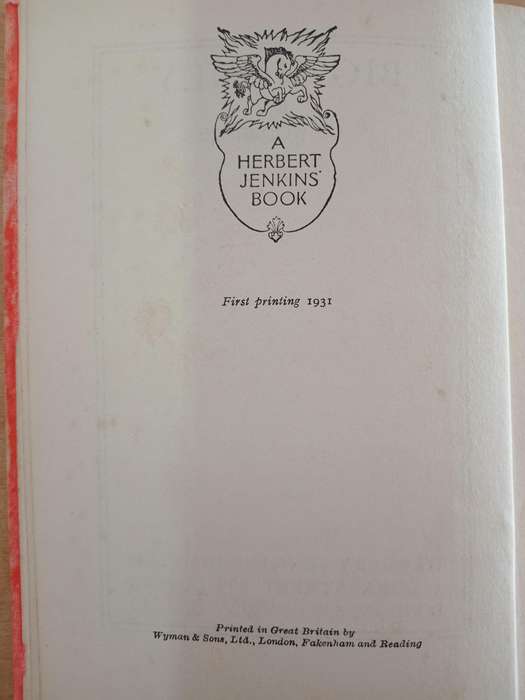 A
HERBERT
JENKINS'
BOOK
First printing 1931
Printed in Great Britain by
Wyman & Sons, Ltd., London, Fakenham and Reading